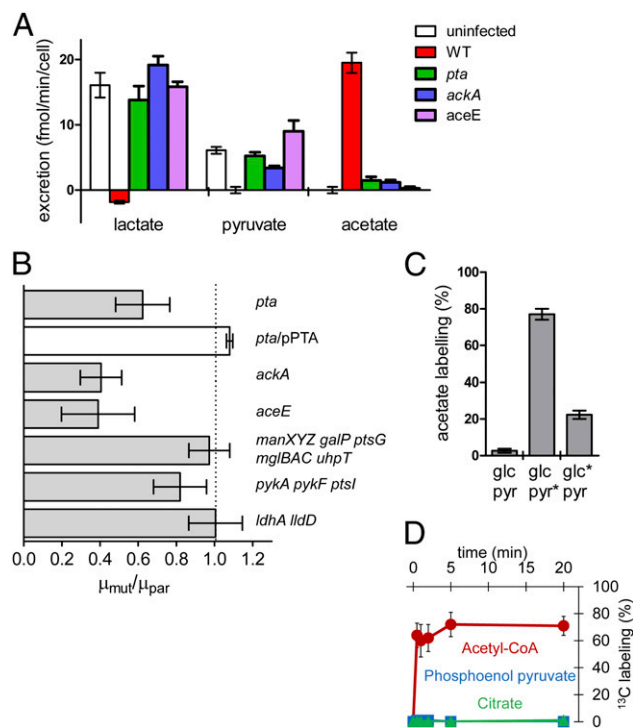 A
excretion (fmol/min/cell)
20
10
0
lactate
pyruvate
acetate
uninfected
WT
pta
ackA
aceE
B
pta
pta/pPTA
ackA
aceE
manXYZ galP ptsG
mglBAC uhpT
pykA pykF ptsI
ldhA lldD
0.0 0.2 0.4 0.6 0.8 1.0 1.2
μmut/μpar
C
acetate labelling (%)
100
80
60
40
20
0
glc glc glc*
pyr pyr* pyr
D
time (min)
0 5 10 15 20
100
80
60
40
20
0
13C labeling (%)
Acetyl-CoA
Phosphoenol pyruvate
Citrate